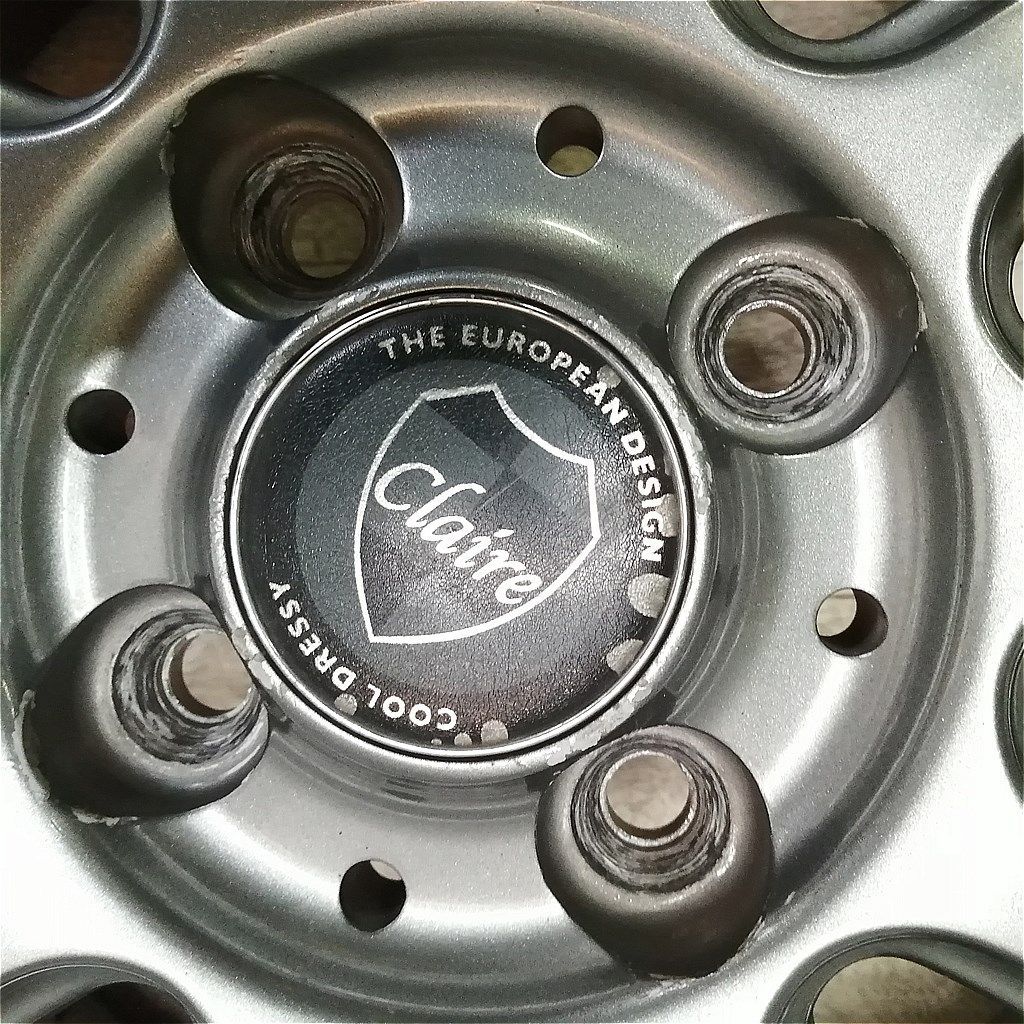 THE EUROPEAN DESIGN
Claire
COOL DRESSY